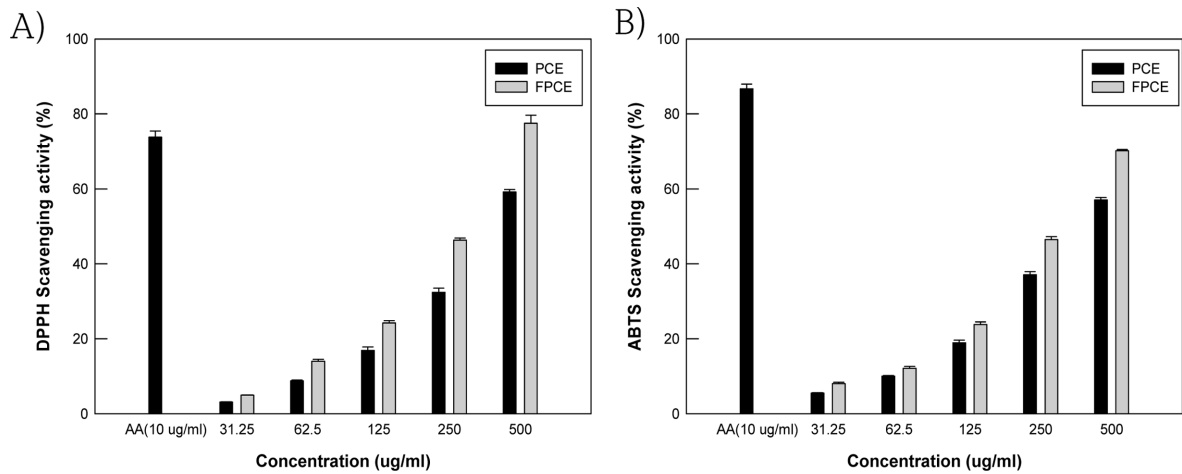 A)
100
80
60
40
20
0
DPPH Scavenging activity (%)
PCE
FPCE
AA(10 ug/ml)
31.25
62.5
125
250
500
Concentration (ug/ml)
B)
100
80
60
40
20
0
ABTS Scavenging activity (%)
PCE
FPCE
AA(10 ug/ml)
31.25
62.5
125
250
500
Concentration (ug/ml)